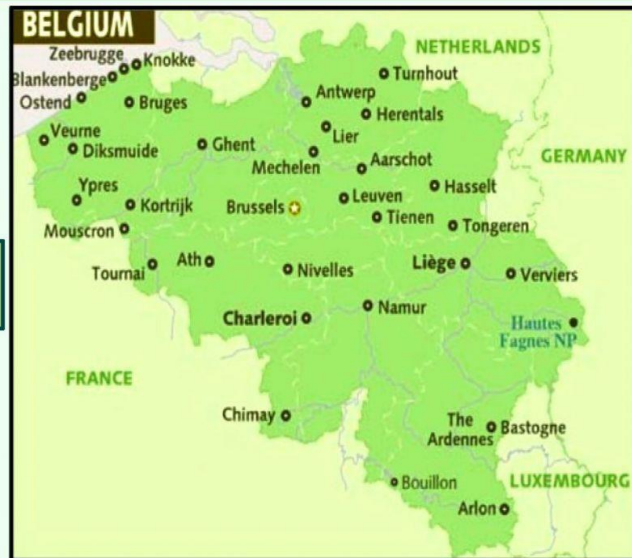 BELGIUM
Zeebrugge
Knokke
Blankenberge
Ostend
Bruges
NETHERLANDS
Turnhout
Antwerp
Herentals
Veurne
Diksmuide
Ghent
Lier
Mechelen
Aarschot
GERMANY
Ypres
Kortrijk
Brussels
Leuven
Hasselt
Tienen
Mouscron
Tongeren
Tournai
Ath
Nivelles
Liège
Verviers
Charleroi
Namur
Hautes
Fagnes NP
FRANCE
Chimay
The
Ardennes
Bastogne
Bouillon
LUXEMBOURG
Arlon